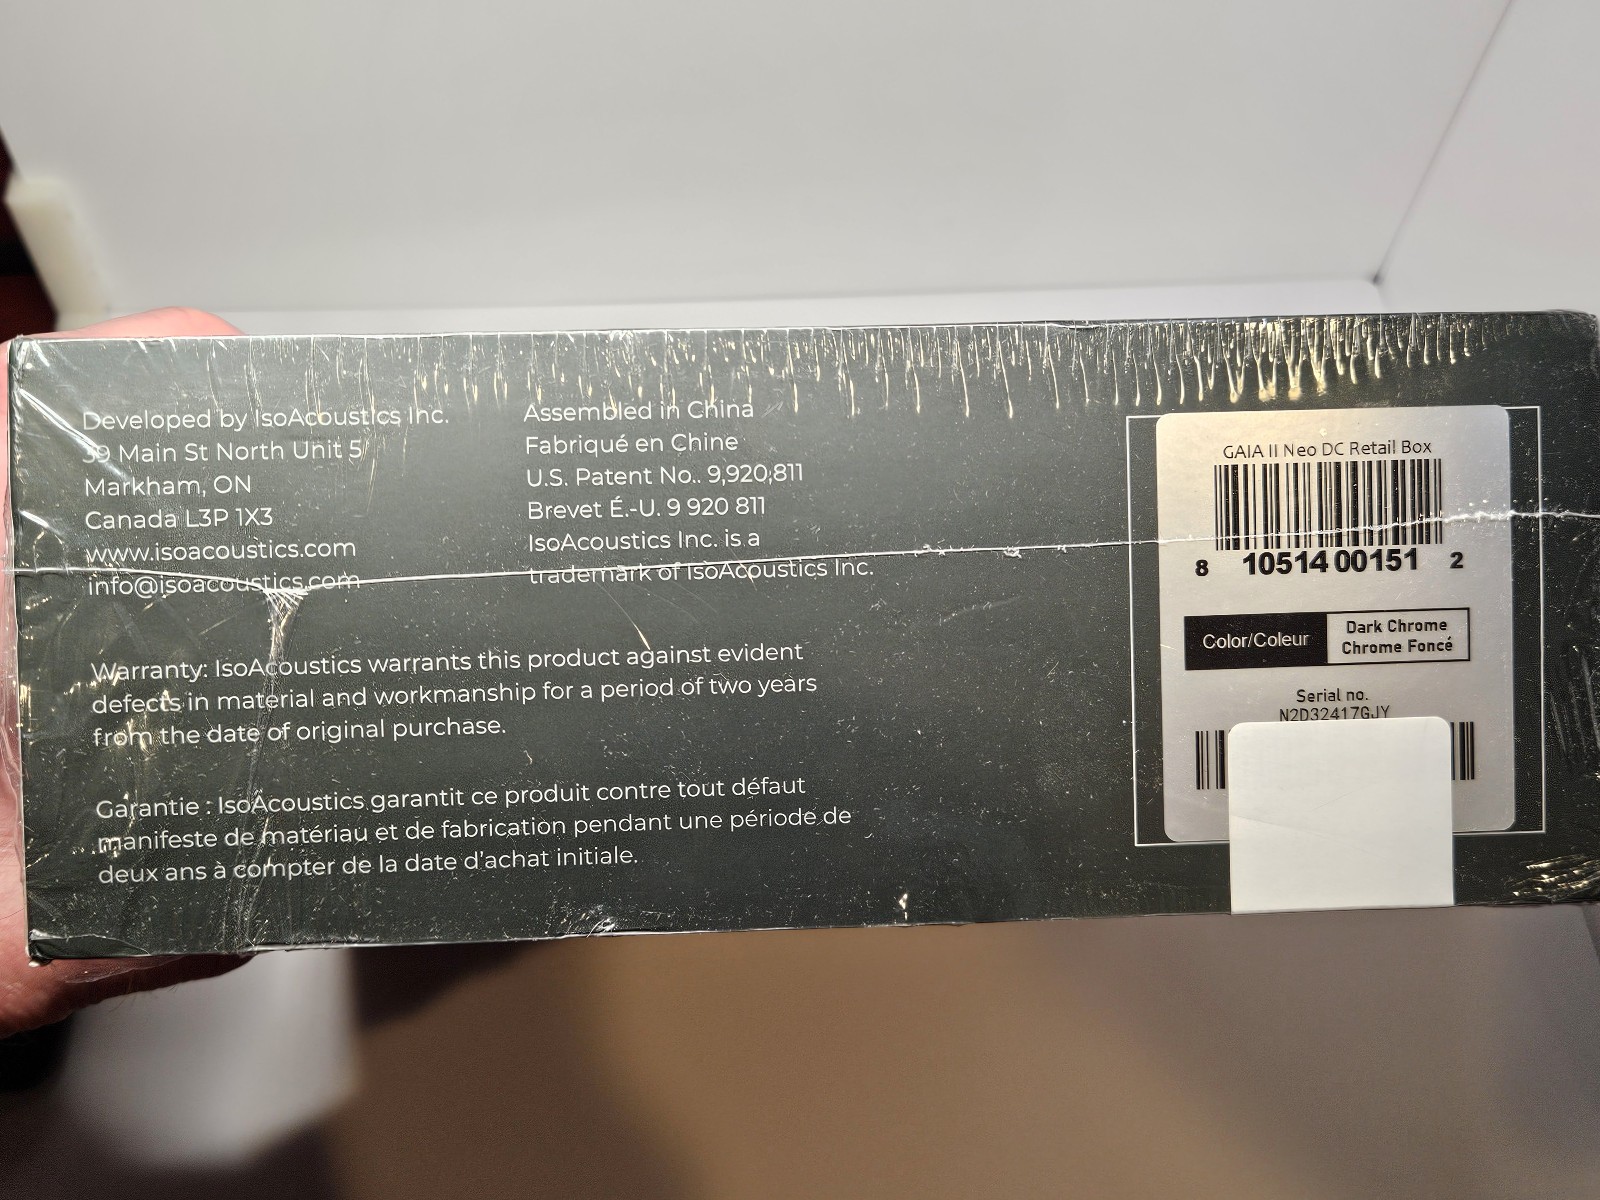 Developed by IsoAcoustics Inc.
39 Main St North Unit 5
Markham, ON
Canada L3P 1X3
www.isoacoustics.com
info@isoacoustics.com
Assembled in China
Fabriqué en Chine
U.S. Patent No.. 9,920,811
Brevet É.-U. 9 920 811
IsoAcoustics Inc. is a
trademark of IsoAcoustics Inc.
Warranty: IsoAcoustics warrants this product against evident
defects in material and workmanship for a period of two years
from the date of original purchase.
Garantie : IsoAcoustics garantit ce produit contre tout défaut
manifeste de matériau et de fabrication pendant une période de
deux ans à compter de la date d'achat initiale.
GAIA II Neo DC Retail Box
8 10514 00151 2
Color/Coleur
Dark Chrome
Chrome Foncé
Serial no.
N2D32417GJY